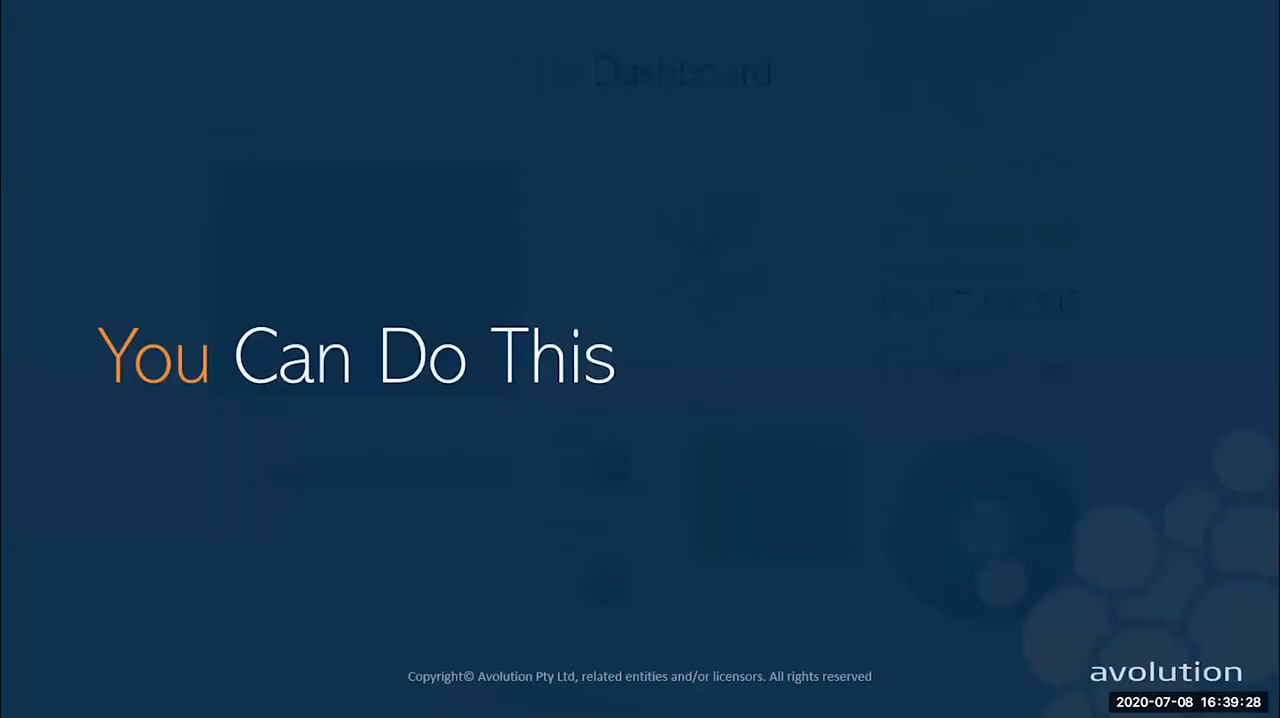 Dashboard
You Can Do This
Copyright© Avolution Pty Ltd, related entities and/or licensors. All rights reserved
avolution
2020-07-08 16:39:28